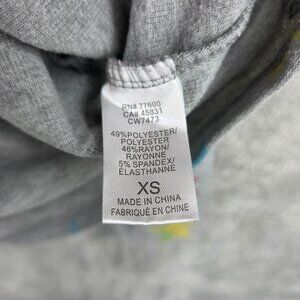 RN# 77600
CA# 45831
CW7473
49% POLYESTER/
POLYESTER
46% RAYON/
RAYONNE
5% SPANDEX/
ÉLASTHANNE
XS
MADE IN CHINA
FABRIQUÉ EN CHINE